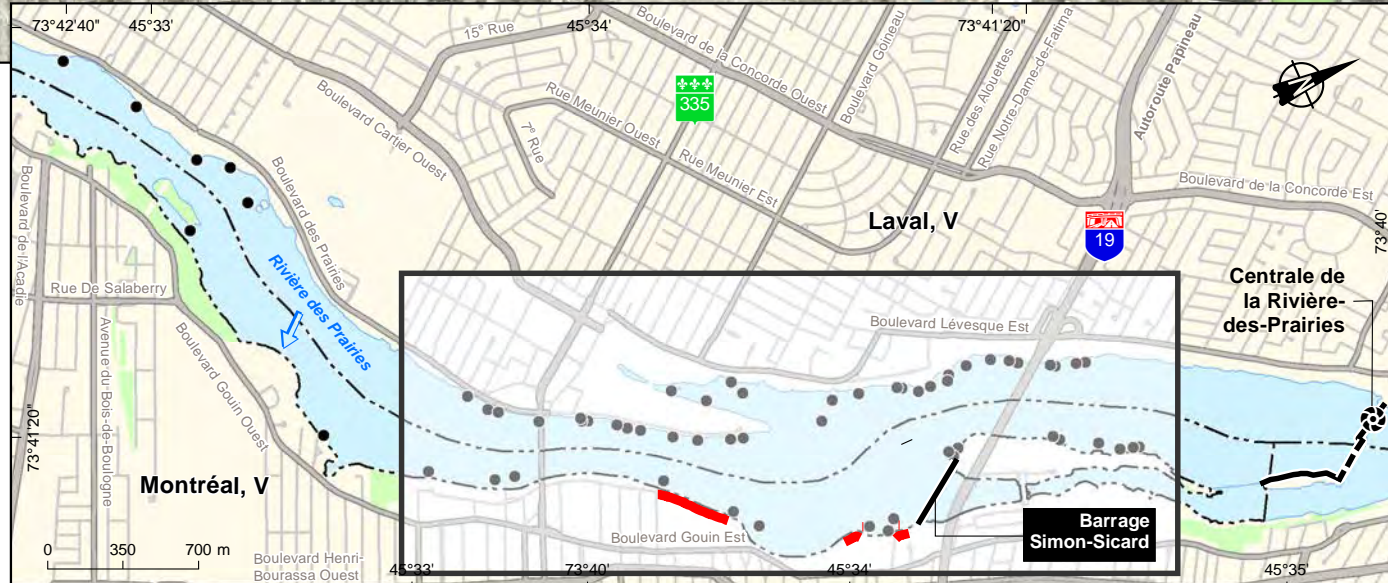 73°42'40"
45°33'
45°34'
73°41'20"
15e Rue
Boulevard de la Concorde Ouest
Boulevard Goineau
Rue des Alouettes
Rue Notre-Dame-de-Fatima
Autoroute Papineau
335
Boulevard Cartier Ouest
Rue Meunier Ouest
7e Rue
Rue Meunier Est
Boulevard de la Concorde Est
Boulevard de l'Acadie
Boulevard des Prairies
Laval, V
19
73°40'
Rivière des Prairies
Rue De Salaberry
Centrale de
la Rivière-
des-Prairies
Avenue du Bois-de-Boulogne
Boulevard Gouin Ouest
Boulevard Lévesque Est
73°41'20"
Montréal, V
Boulevard Gouin Est
Barrage
Simon-Sicard
0 350 700 m
Boulevard Henri-
Bourassa Ouest
45°33'
73°40'
45°34'
45°35'